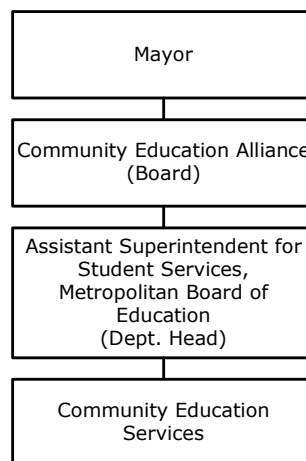 Mayor
Community Education Alliance
(Board)
Assistant Superintendent for
Student Services,
Metropolitan Board of
Education
(Dept. Head)
Community Education
Services